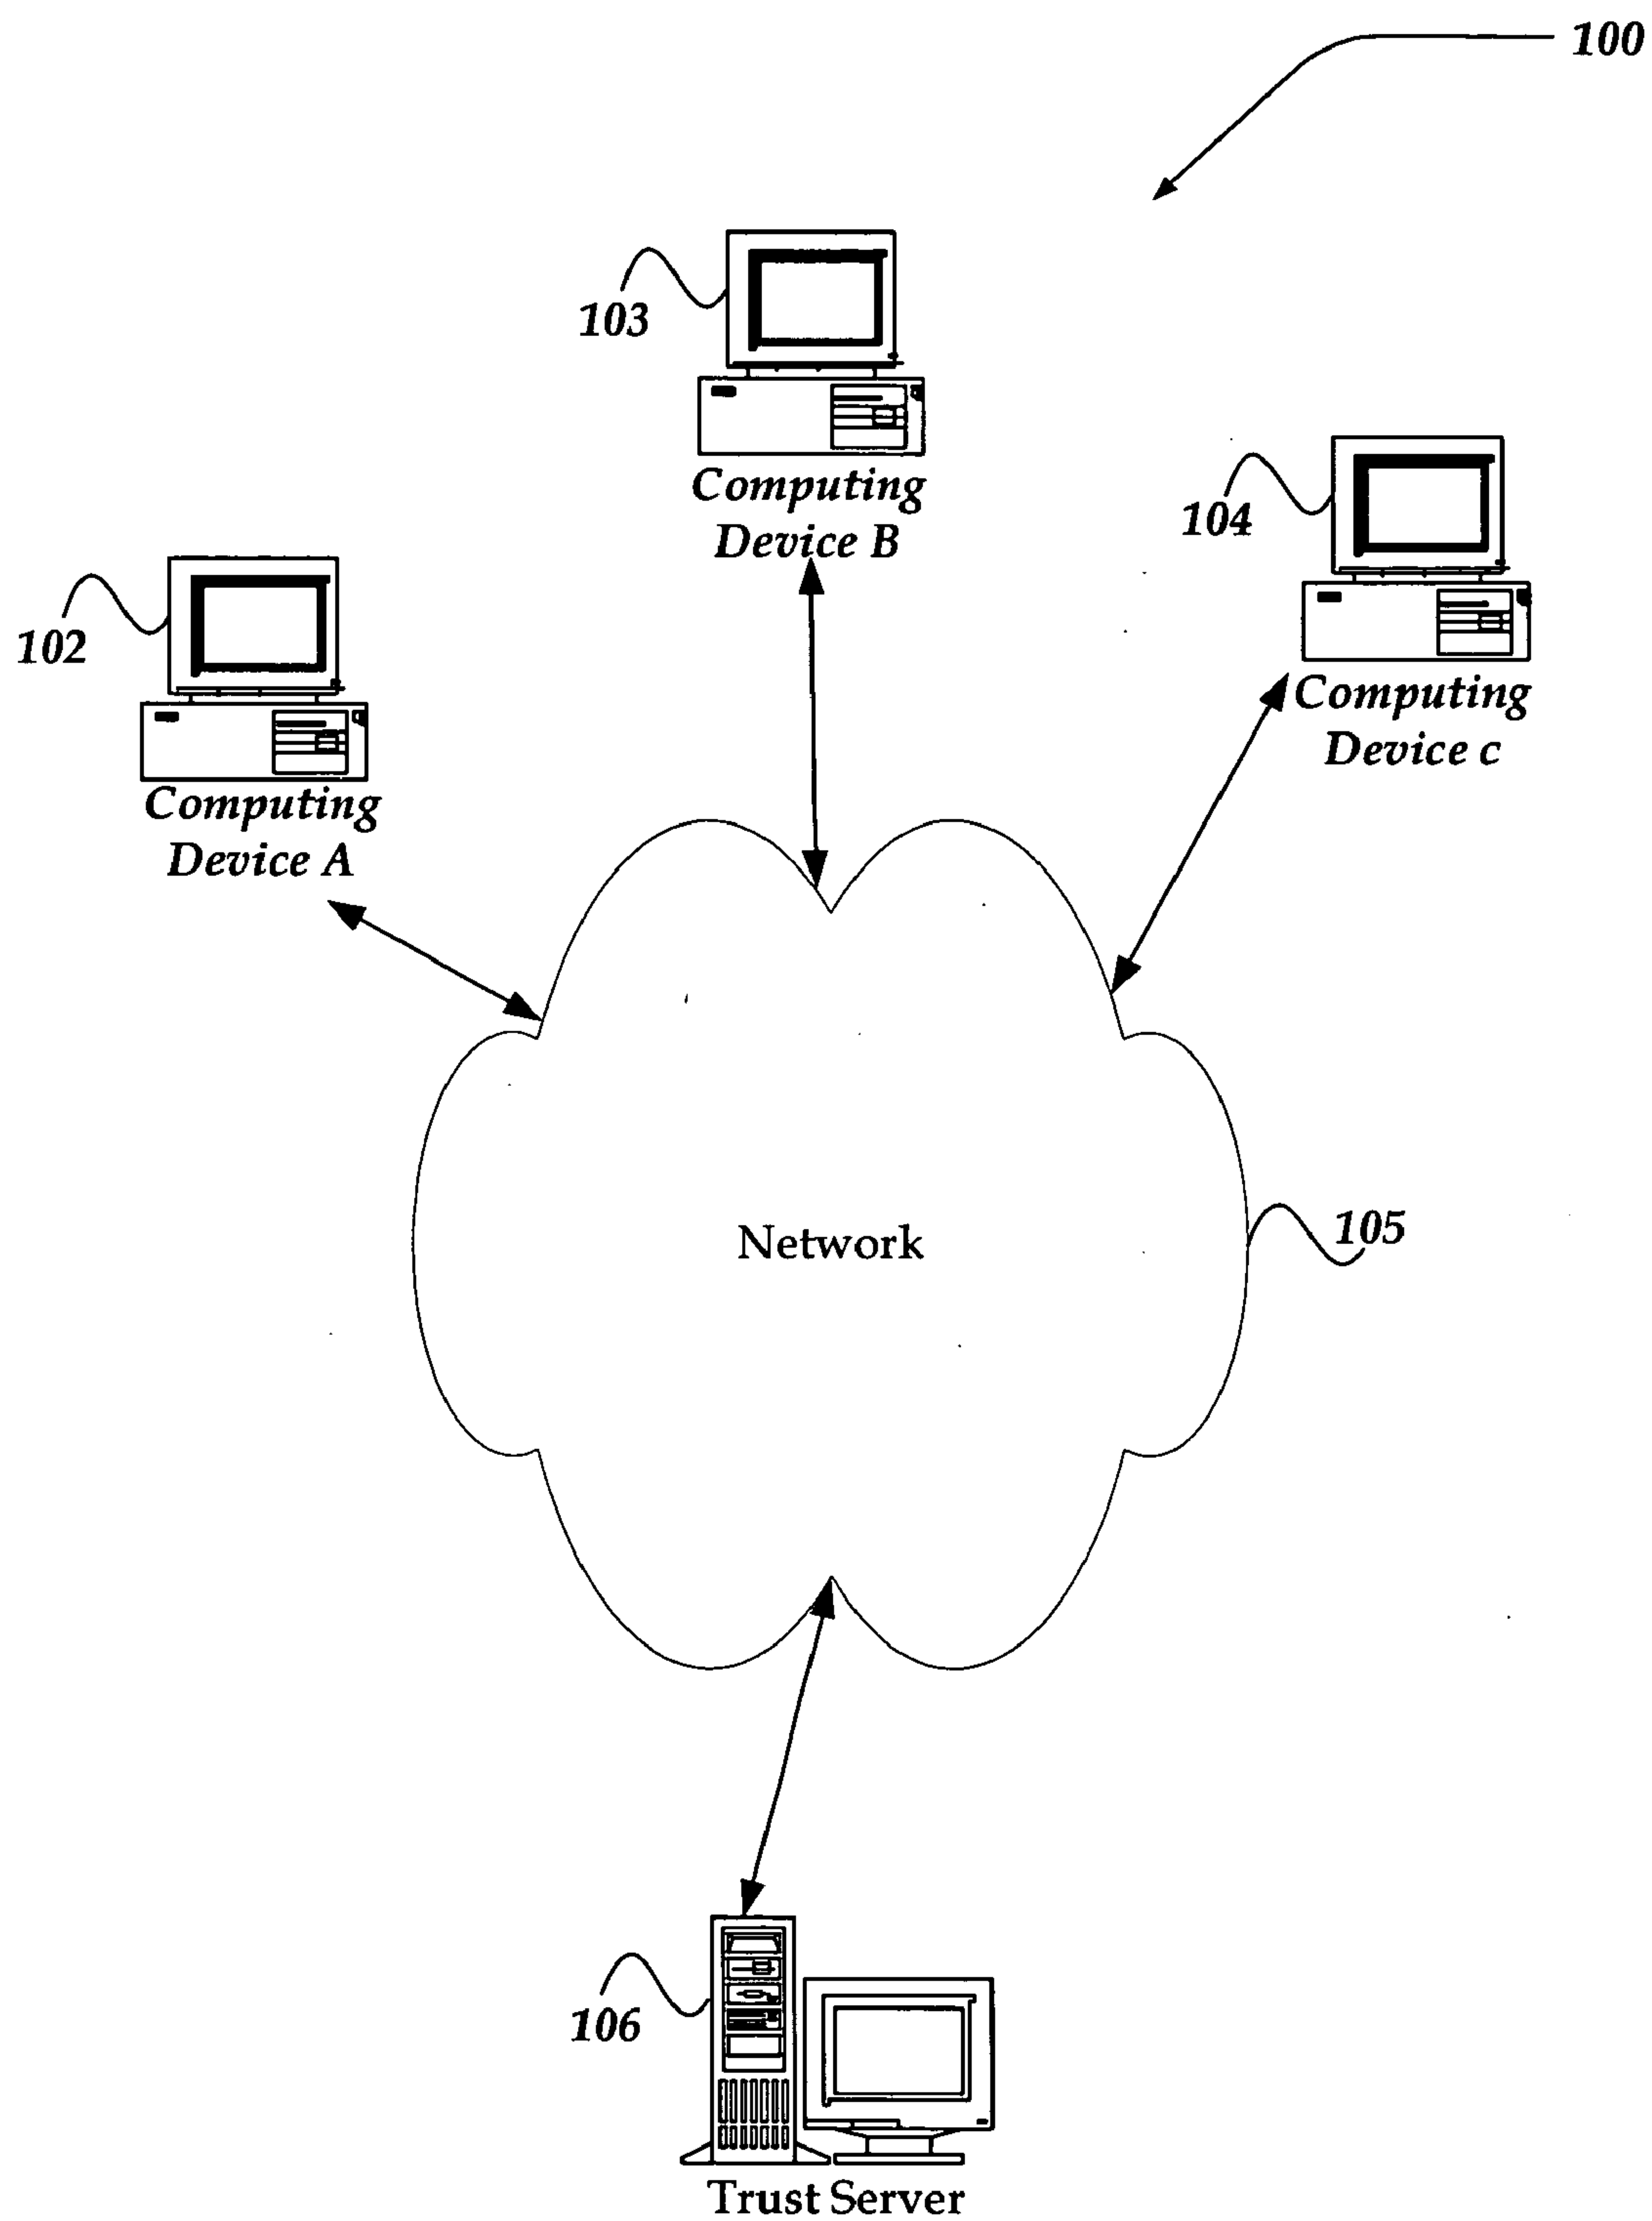 100
103
Computing
Device B
104
Computing
Device c
102
Computing
Device A
Network
105
106
Trust Server